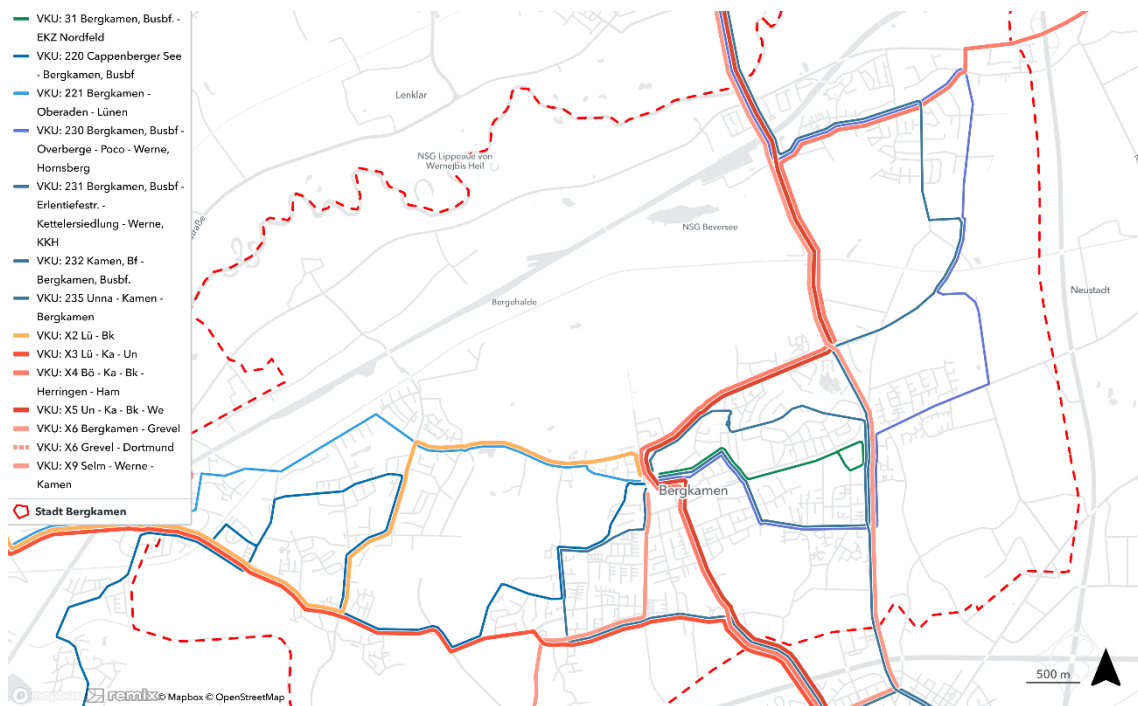 VKU: 31 Bergkamen, Busbf. -
EKZ Nordfeld
VKU: 220 Cappenberger See
- Bergkamen, Busbf
VKU: 221 Bergkamen -
Oberaden - Lünen
VKU: 230 Bergkamen, Busbf -
Overberge - Poco - Werne,
Hornsberg
VKU: 231 Bergkamen, Busbf -
Erlentiefestr. -
Kettelersiedlung - Werne,
KKH
VKU: 232 Kamen, Bf -
Bergkamen, Busbf.
VKU: 235 Unna - Kamen -
Bergkamen
VKU: X2 Lü - Bk
VKU: X3 Lü - Ka - Un
VKU: X4 Bö - Ka - Bk -
Herringen - Ham
VKU: X5 Un - Ka - Bk - We
VKU: X6 Bergkamen - Grevel
VKU: X6 Grevel - Dortmund
VKU: X9 Selm - Werne -
Kamen
Stadt Bergkamen
Lenklar
NSG Lippeaue von
Werne bis Heil
NSG Beversee
Bergehalde
Neustadt
Bergkamen
500 m
mapbox remix © Mapbox © OpenStreetMap